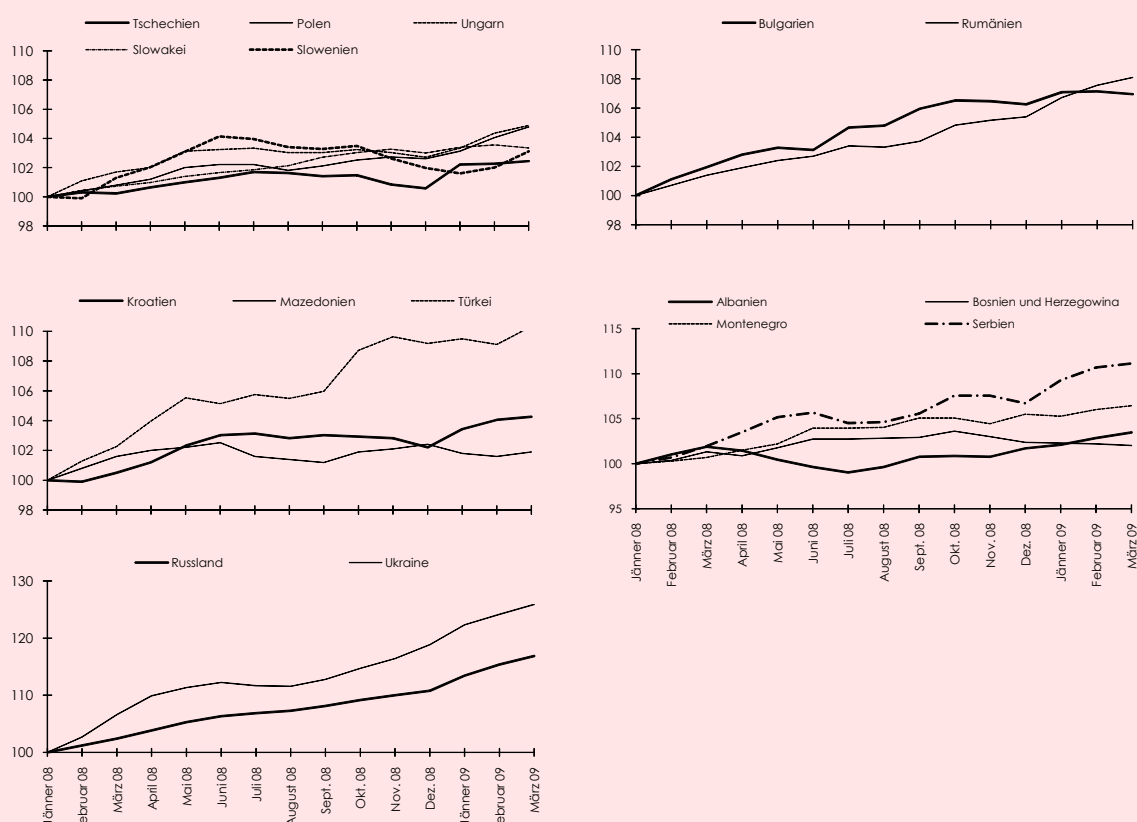 Tschechien Polen Ungarn
Slowakei Slowenien
110
108
106
104
102
100
98
Bulgarien Rumänien
110
108
106
104
102
100
98
Kroatien Mazedonien Türkei
110
108
106
104
102
100
98
Albanien Bosnien und Herzegowina
Montenegro Serbien
115
110
105
100
95
Jänner 08
Februar 08
März 08
April 08
Mai 08
Juni 08
Juli 08
August 08
Sept. 08
Okt. 08
Nov. 08
Dez. 08
Jänner 09
Februar 09
März 09
Russland Ukraine
130
120
110
100
änner 08
ebruar 08
März 08
April 08
Mai 08
Juni 08
Juli 08
August 08
Sept. 08
Okt. 08
Nov. 08
Dez. 08
änner 09
ebruar 09
März 09